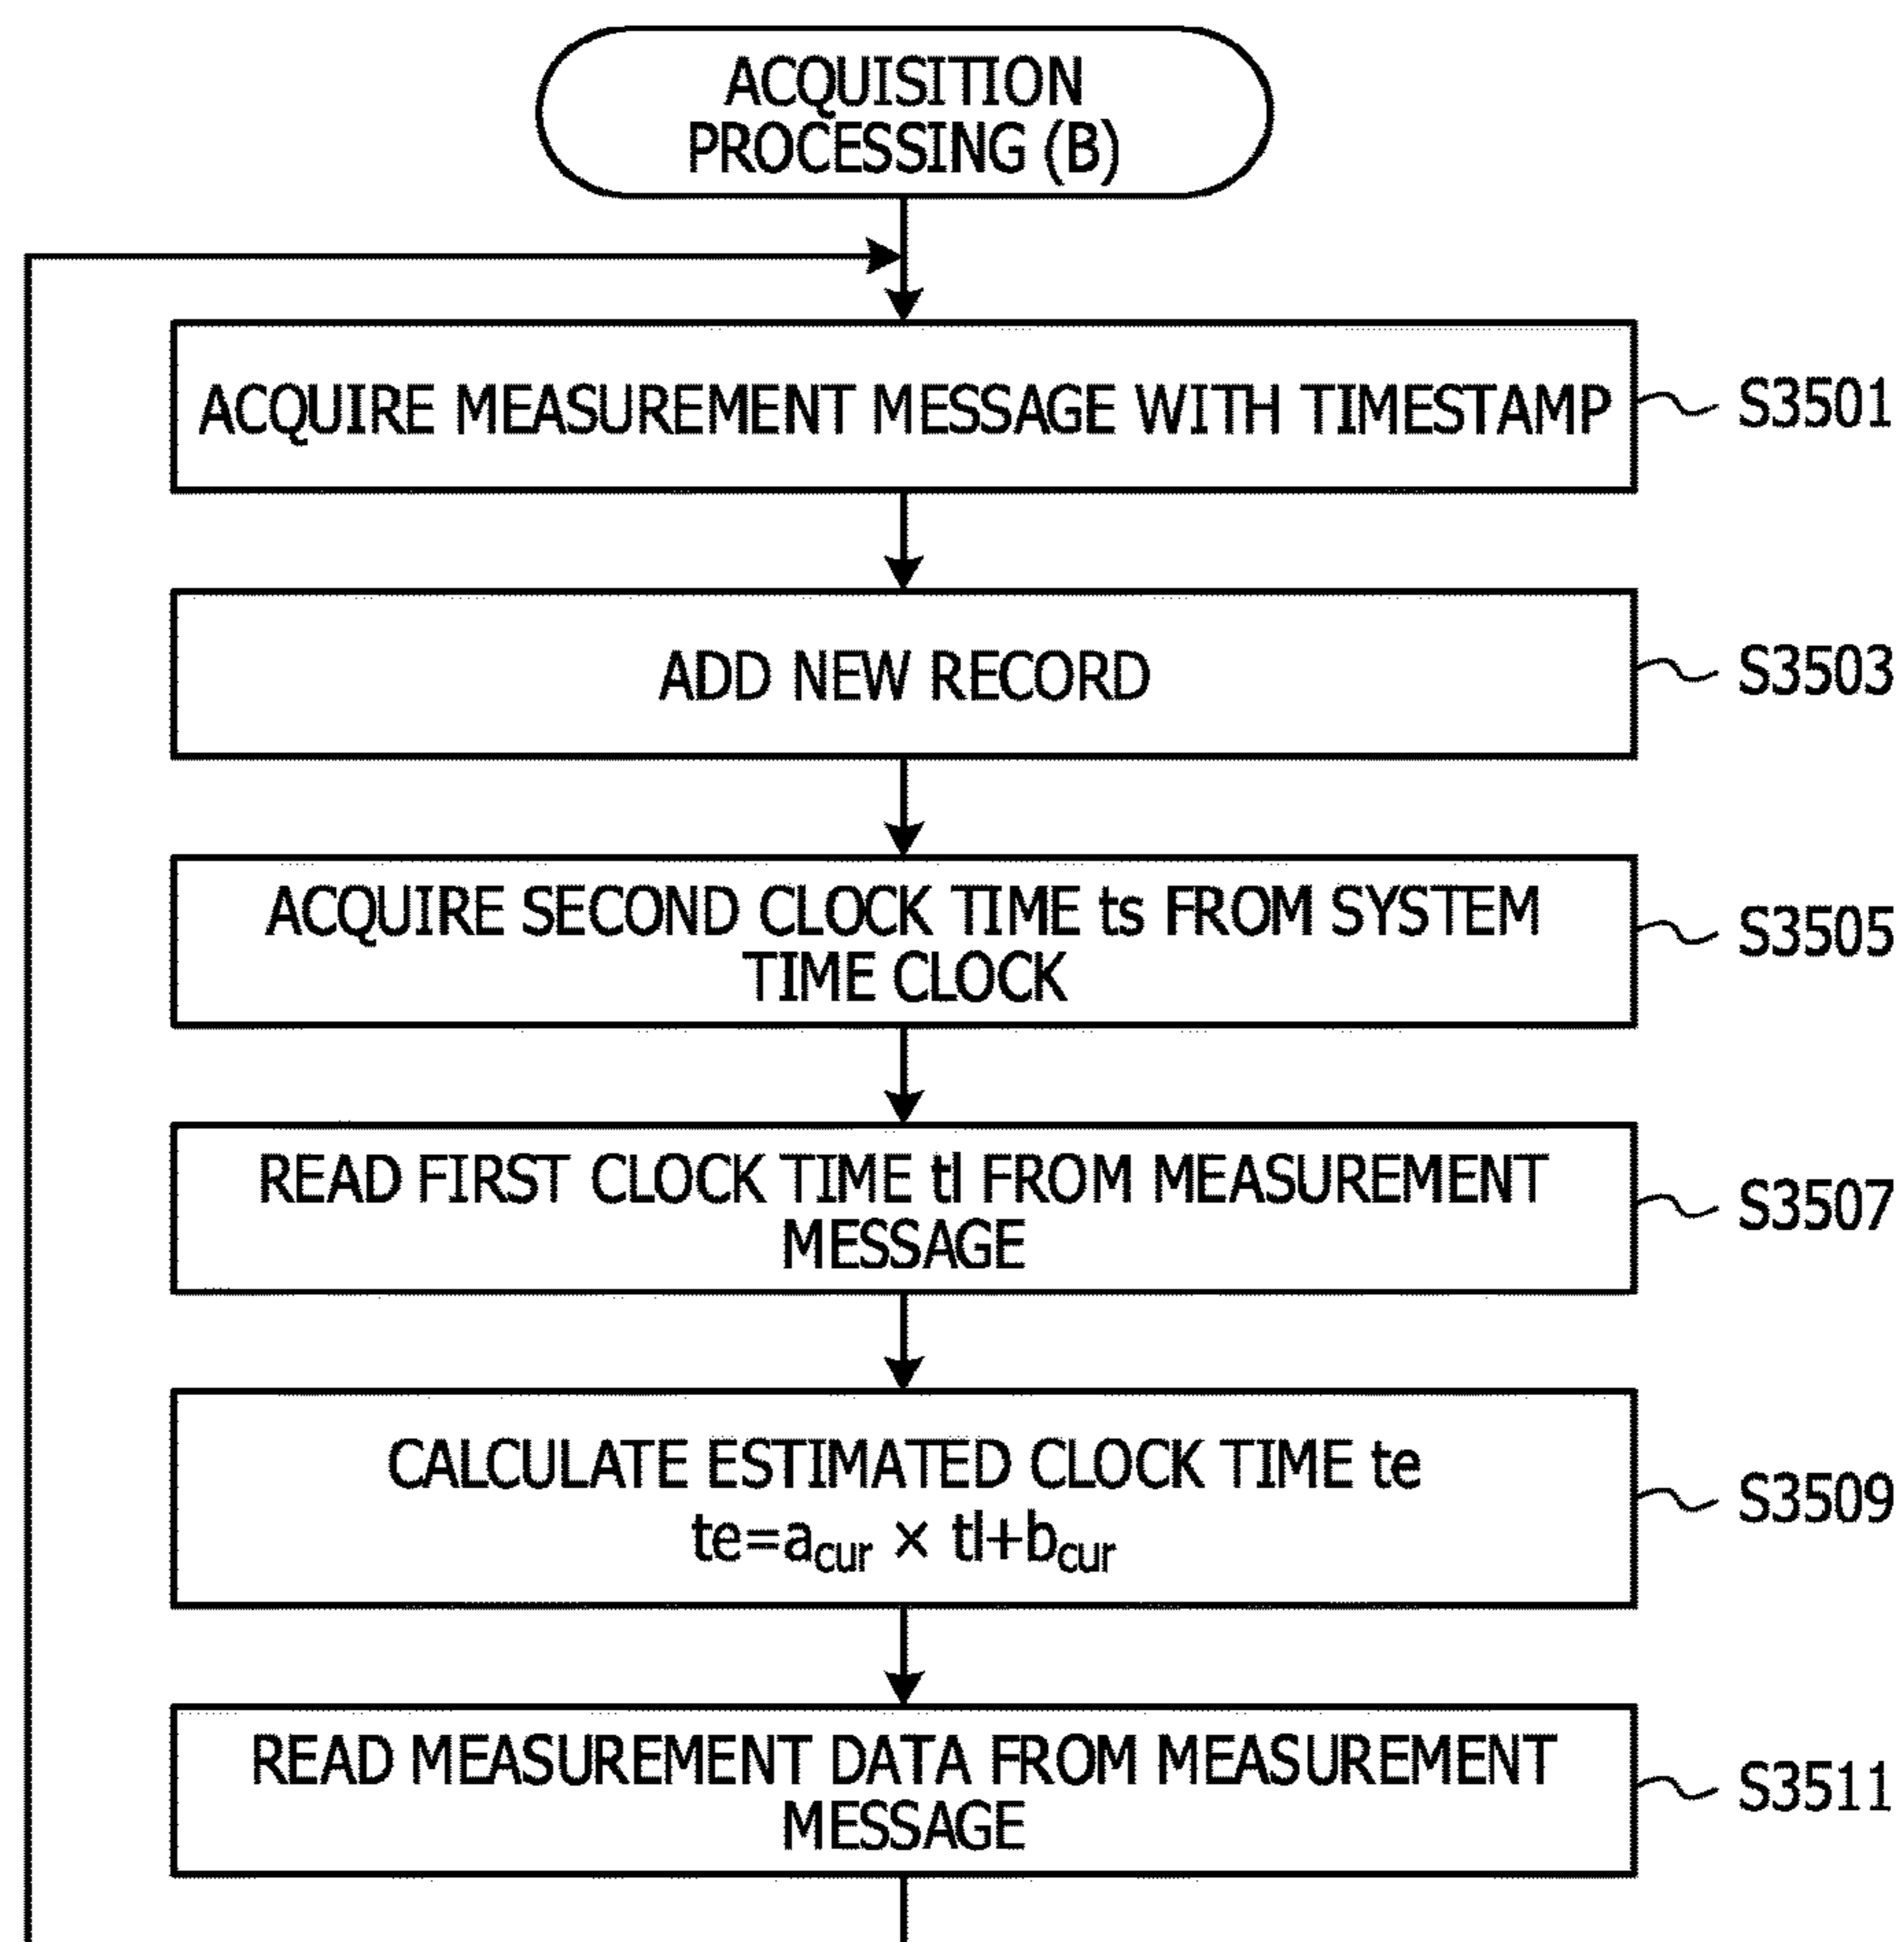 ACQUISITION
PROCESSING (B)
ACQUIRE MEASUREMENT MESSAGE WITH TIMESTAMP
S3501
ADD NEW RECORD
S3503
ACQUIRE SECOND CLOCK TIME ts FROM SYSTEM
TIME CLOCK
S3505
READ FIRST CLOCK TIME tl FROM MEASUREMENT
MESSAGE
S3507
CALCULATE ESTIMATED CLOCK TIME te
te=a_cur × tl+b_cur
S3509
READ MEASUREMENT DATA FROM MEASUREMENT
MESSAGE
S3511